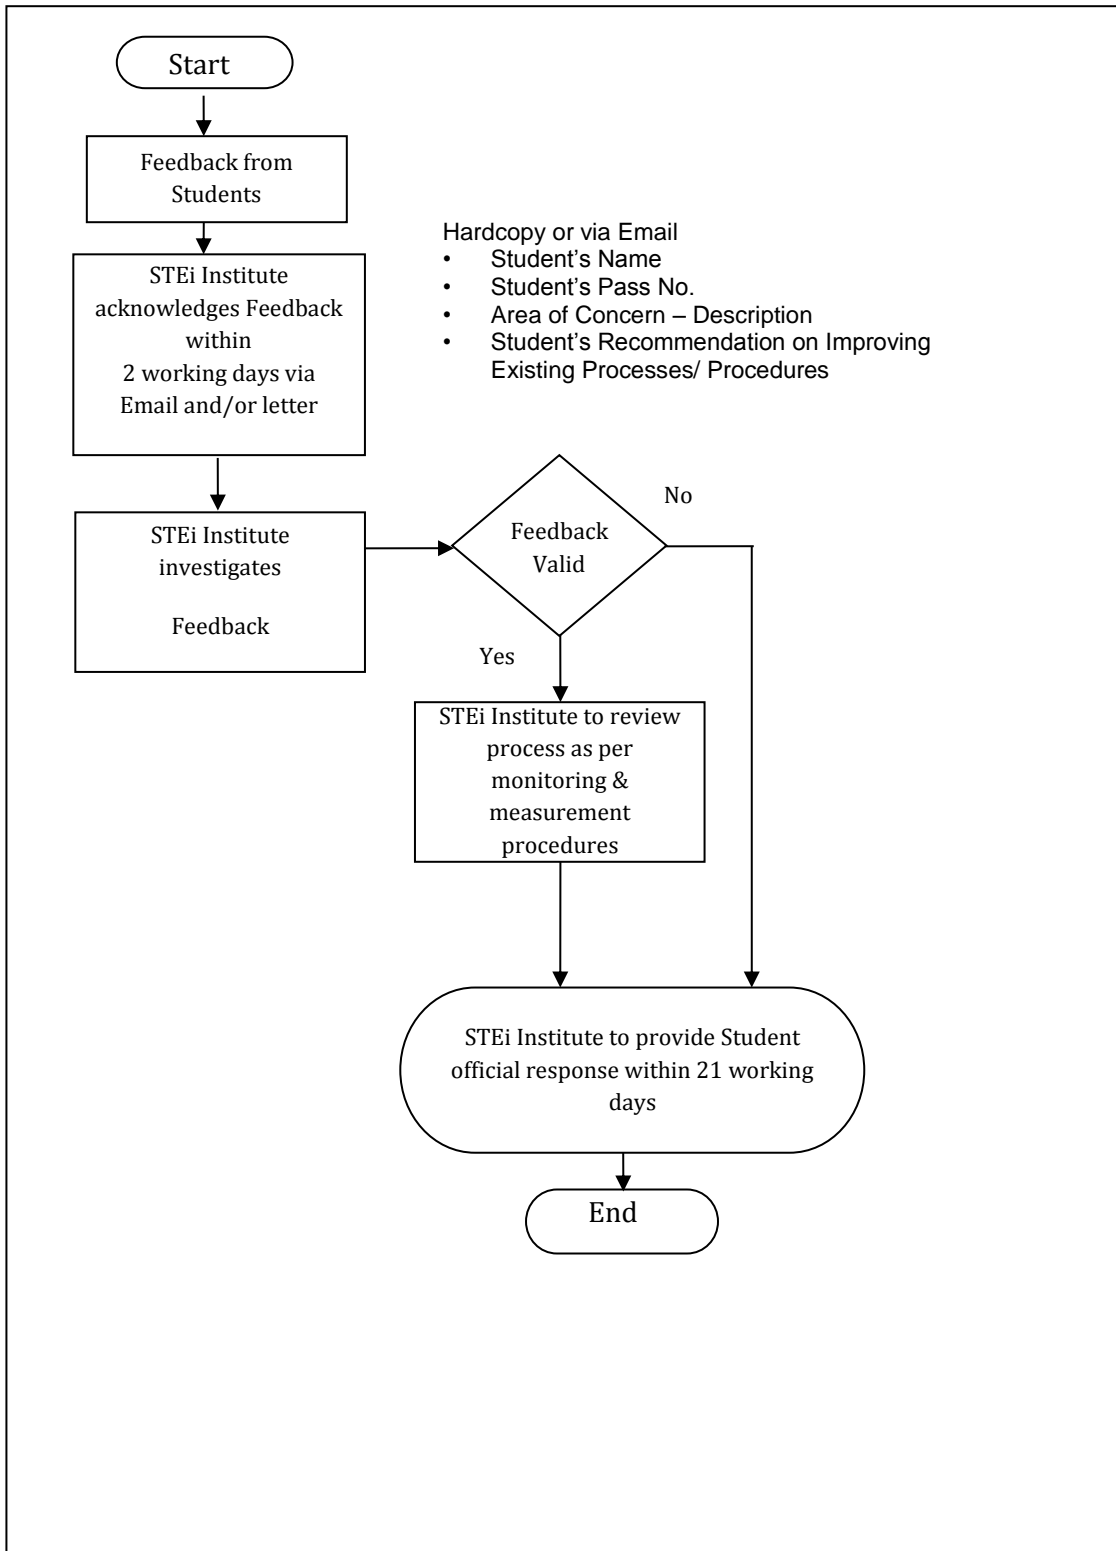 Start
Feedback from
Students
STEi Institute
acknowledges Feedback
within
2 working days via
Email and/or letter
Hardcopy or via Email
• Student’s Name
• Student’s Pass No.
• Area of Concern – Description
• Student’s Recommendation on Improving
Existing Processes/ Procedures
STEi Institute
investigates
Feedback
Feedback
Valid
No
Yes
STEi Institute to review
process as per
monitoring &
measurement
procedures
STEi Institute to provide Student
official response within 21 working
days
End